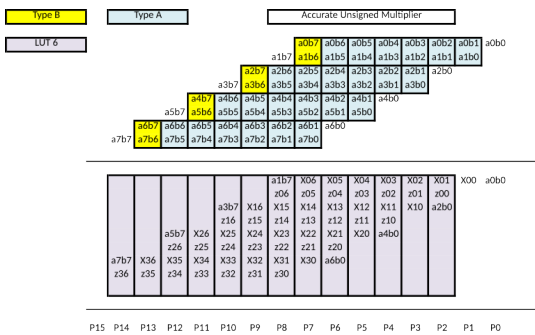 Type B Type A Accurate Unsigned Multiplier
LUT 6
a0b7 a0b6 a0b5 a0b4 a0b3 a0b2 a0b1 a0b0
a1b7 a1b6 a1b5 a1b4 a1b3 a1b2 a1b1 a1b0
a2b7 a2b6 a2b5 a2b4 a2b3 a2b2 a2b1 a2b0
a3b7 a3b6 a3b5 a3b4 a3b3 a3b2 a3b1 a3b0
a4b7 a4b6 a4b5 a4b4 a4b3 a4b2 a4b1 a4b0
a5b7 a5b6 a5b5 a5b4 a5b3 a5b2 a5b1 a5b0
a6b7 a6b6 a6b5 a6b4 a6b3 a6b2 a6b1 a6b0
a7b7 a7b6 a7b5 a7b4 a7b3 a7b2 a7b1 a7b0
a1b7 X06 X05 X04 X03 X02 X01 X00 a0b0
z06 z05 z04 z03 z02 z01 z00
a3b7 X16 X15 X14 X13 X12 X11 X10 a2b0
z16 z15 z14 z13 z12 z11 z10
a5b7 X26 X25 X24 X23 X22 X21 X20 a4b0
z26 z25 z24 z23 z22 z21 z20
a7b7 X36 X35 X34 X33 X32 X31 X30 a6b0
z36 z35 z34 z33 z32 z31 z30
P15 P14 P13 P12 P11 P10 P9 P8 P7 P6 P5 P4 P3 P2 P1 P0